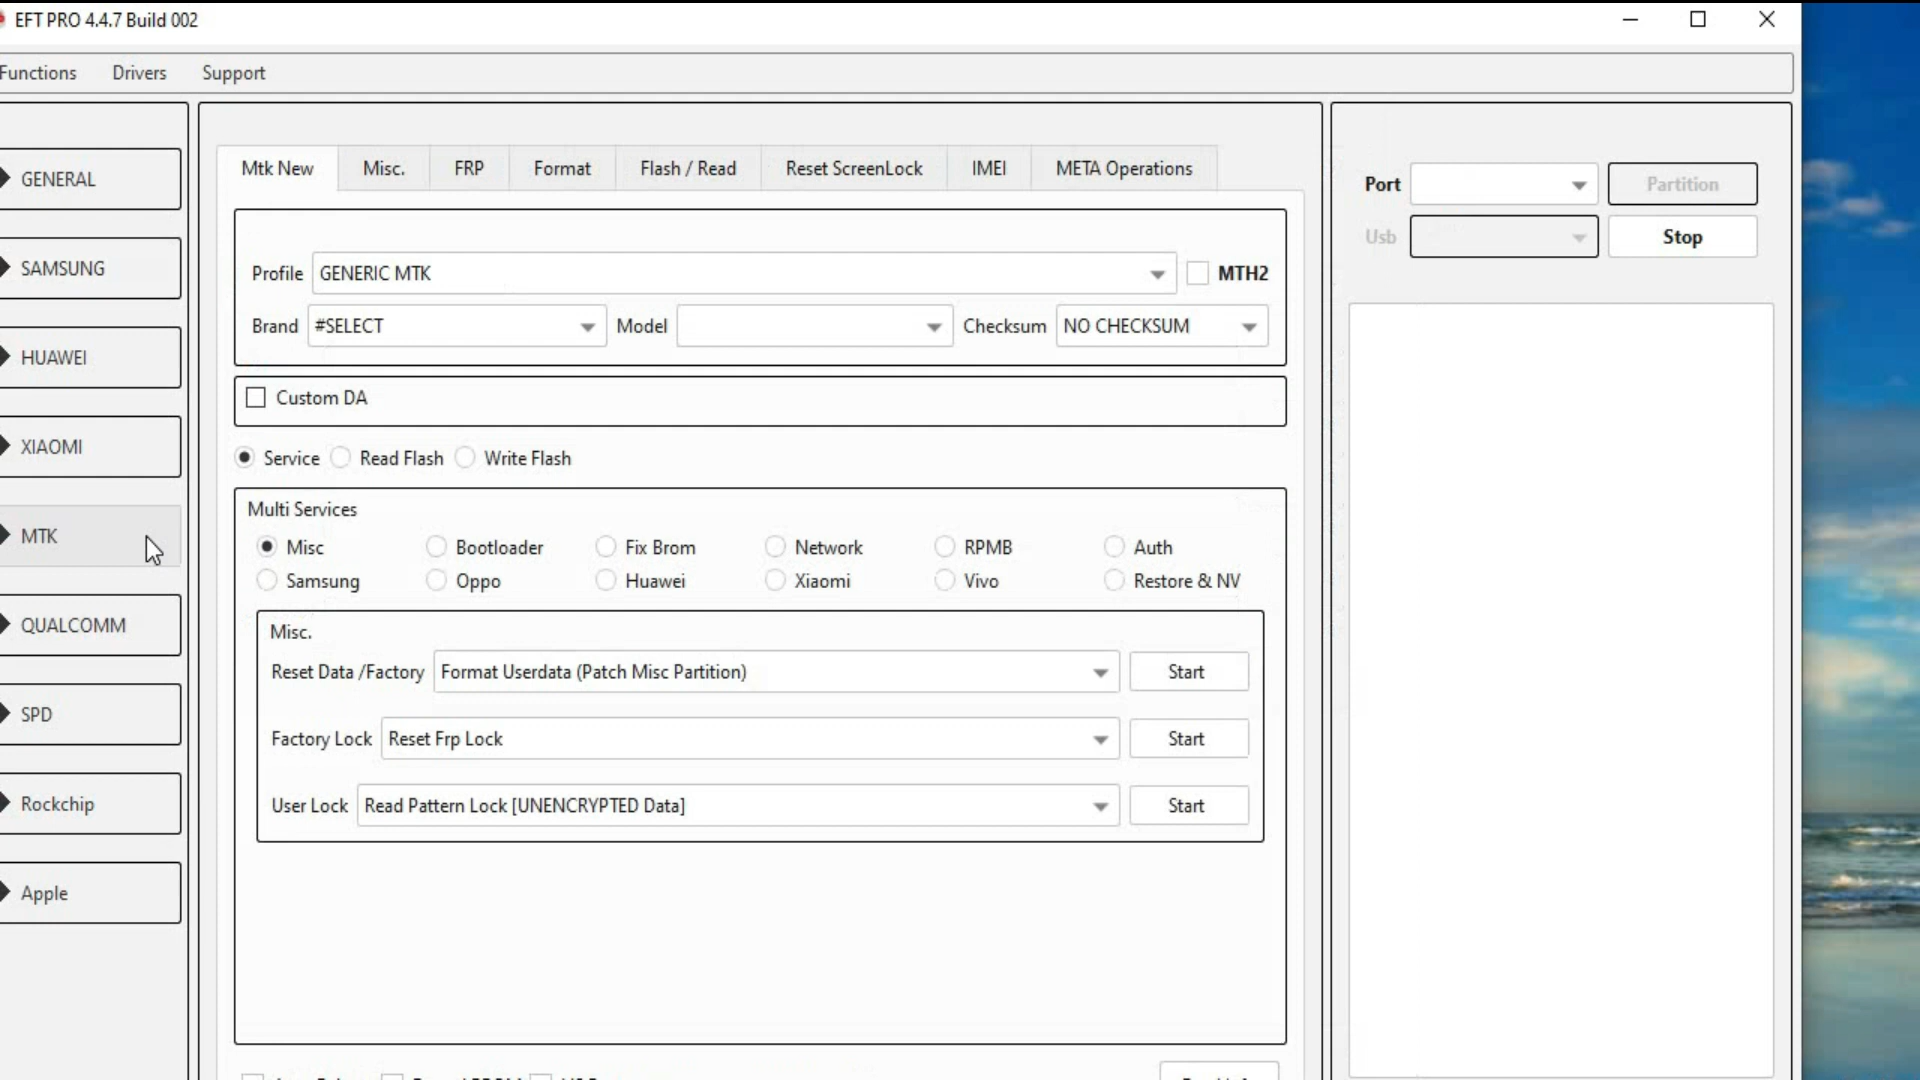 EFT PRO 4.4.7 Build 002
Functions Drivers Support
GENERAL
SAMSUNG
HUAWEI
XIAOMI
MTK
QUALCOMM
SPD
Rockchip
Apple
Mtk New Misc. FRP Format Flash / Read Reset ScreenLock IMEI META Operations
Profile GENERIC MTK MTH2
Brand #SELECT Model Checksum NO CHECKSUM
Custom DA
Service Read Flash Write Flash
Multi Services
Misc Bootloader Fix Brom Network RPMB Auth
Samsung Oppo Huawei Xiaomi Vivo Restore & NV
Misc.
Reset Data /Factory Format Userdata (Patch Misc Partition) Start
Factory Lock Reset Frp Lock Start
User Lock Read Pattern Lock [UNENCRYPTED Data] Start
Port Partition
Usb Stop